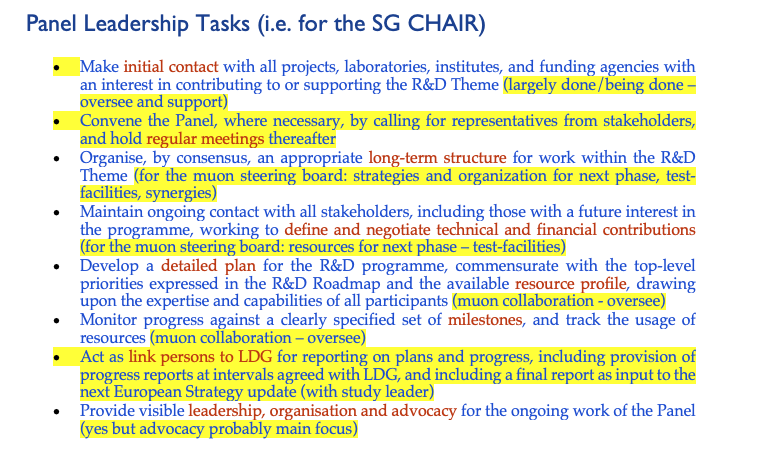 Panel Leadership Tasks (i.e. for the SG CHAIR)
• Make initial contact with all projects, laboratories, institutes, and funding agencies with
an interest in contributing to or supporting the R&D Theme (largely done/being done –
oversee and support)
• Convene the Panel, where necessary, by calling for representatives from stakeholders,
and hold regular meetings thereafter
• Organise, by consensus, an appropriate long-term structure for work within the R&D
Theme (for the muon steering board: strategies and organization for next phase, test-
facilities, synergies)
• Maintain ongoing contact with all stakeholders, including those with a future interest in
the programme, working to define and negotiate technical and financial contributions
(for the muon steering board: resources for next phase – test-facilities)
• Develop a detailed plan for the R&D programme, commensurate with the top-level
priorities expressed in the R&D Roadmap and the available resource profile, drawing
upon the expertise and capabilities of all participants (muon collaboration - oversee)
• Monitor progress against a clearly specified set of milestones, and track the usage of
resources (muon collaboration – oversee)
• Act as link persons to LDG for reporting on plans and progress, including provision of
progress reports at intervals agreed with LDG, and including a final report as input to the
next European Strategy update (with study leader)
• Provide visible leadership, organisation and advocacy for the ongoing work of the Panel
(yes but advocacy probably main focus)